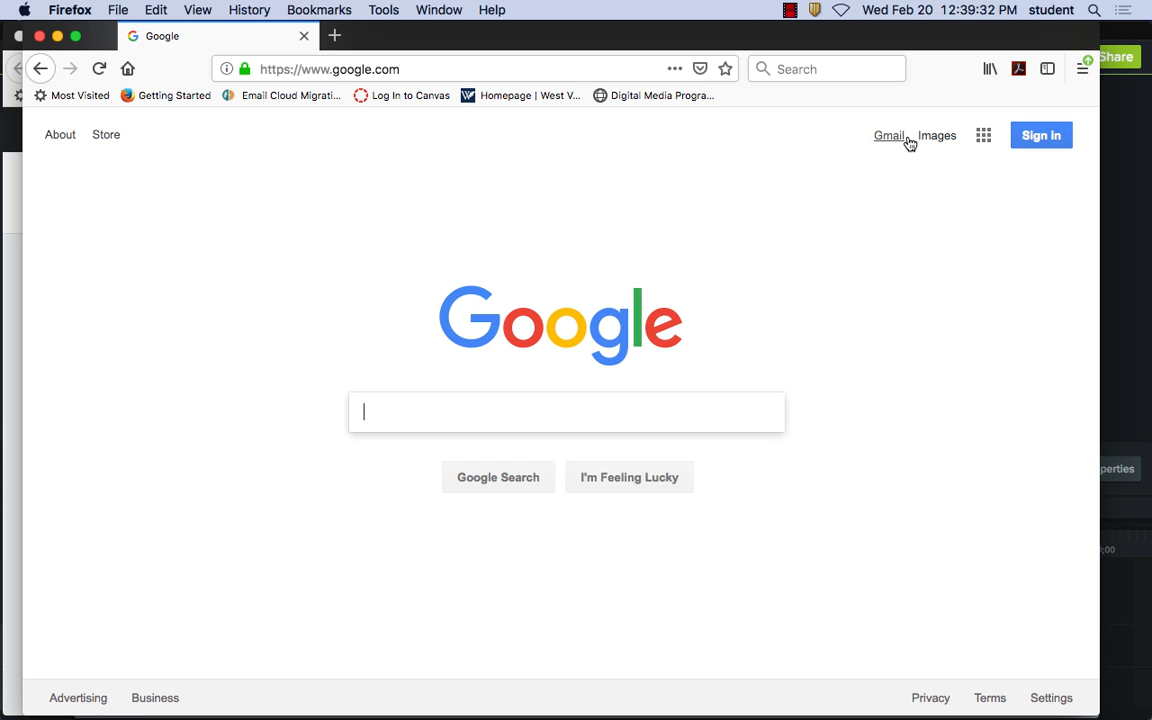 Firefox File Edit View History Bookmarks Tools Window Help Wed Feb 20 12:39:32 PM student
Google
https://www.google.com Search
Share
Most Visited Getting Started Email Cloud Migrati... Log In to Canvas Homepage | West V... Digital Media Progra...
About Store Gmail Images Sign in
Google
Google Search I'm Feeling Lucky
perties
;00
Advertising Business Privacy Terms Settings